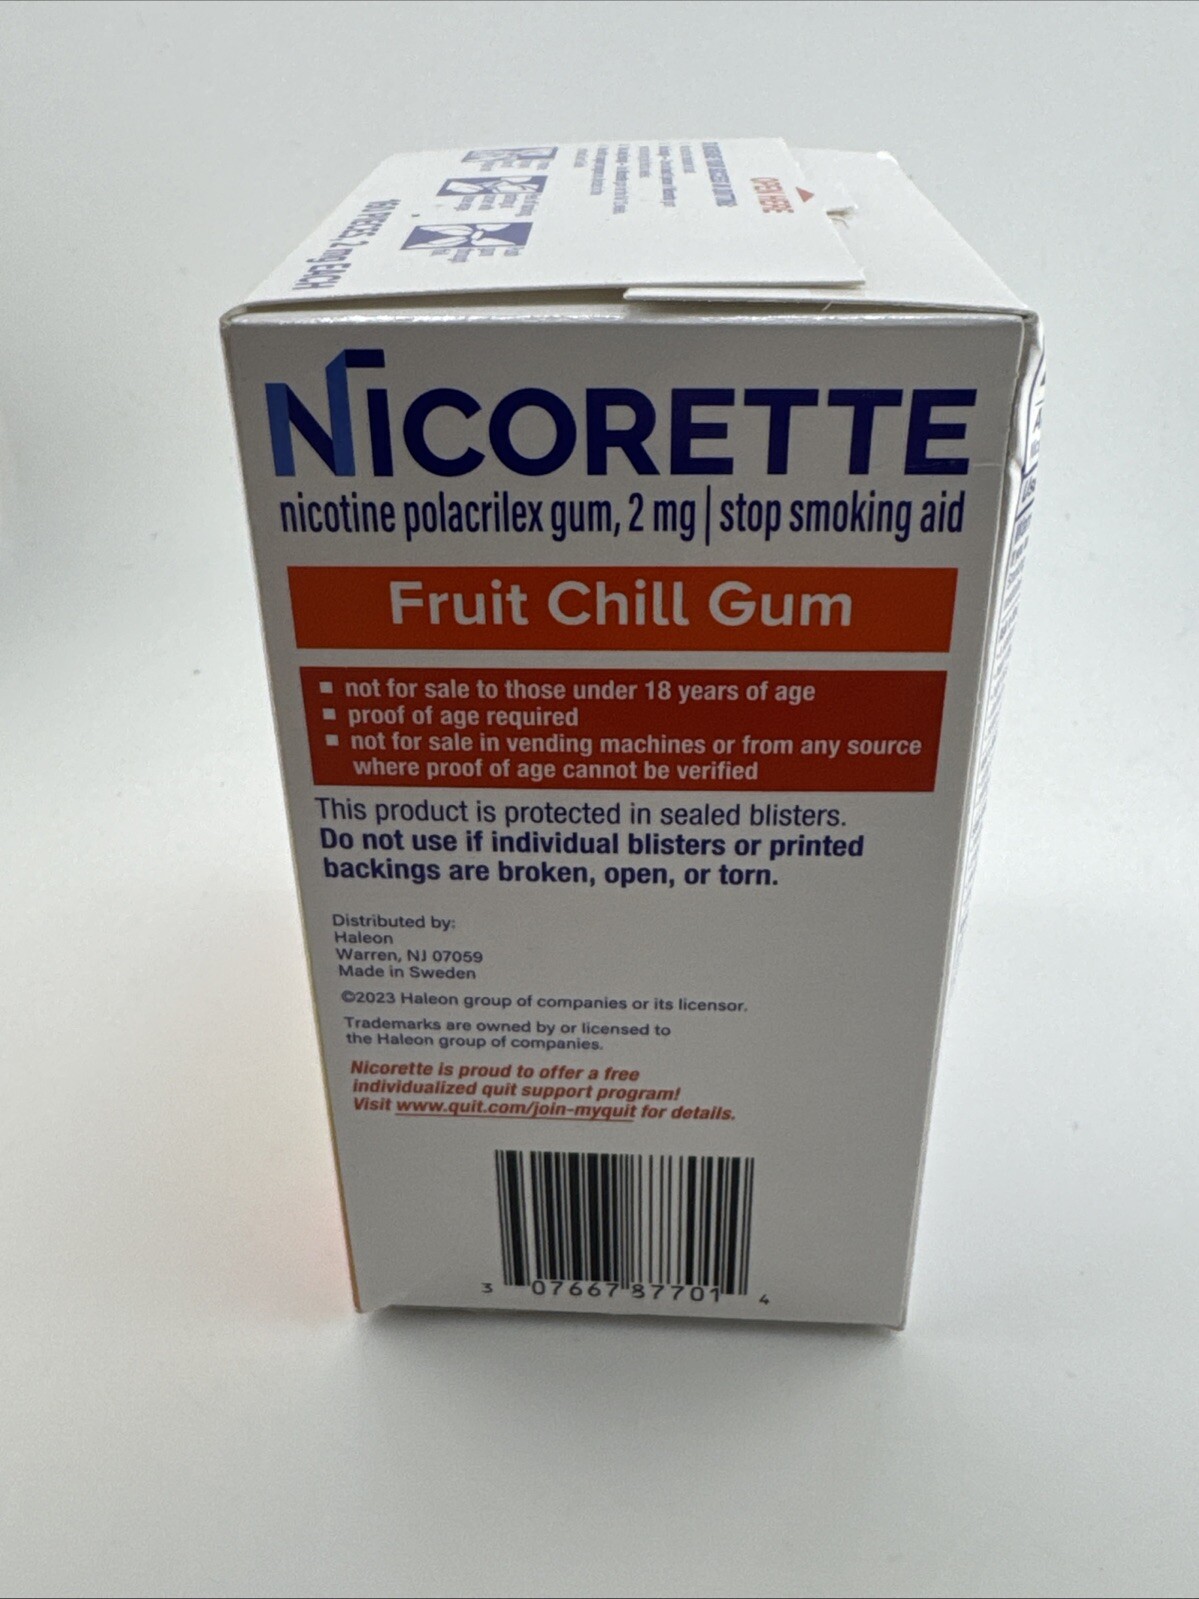 2 mg EACH
OPEN HERE
NICORETTE
nicotine polacrilex gum, 2 mg | stop smoking aid
Fruit Chill Gum
▪ not for sale to those under 18 years of age
▪ proof of age required
▪ not for sale in vending machines or from any source
where proof of age cannot be verified
This product is protected in sealed blisters.
Do not use if individual blisters or printed
backings are broken, open, or torn.
Distributed by:
Haleon
Warren, NJ 07059
Made in Sweden
©2023 Haleon group of companies or its licensor.
Trademarks are owned by or licensed to
the Haleon group of companies.
Nicorette is proud to offer a free
individualized quit support program!
Visit www.quit.com/join-myquit for details.
3 07667 87701 4